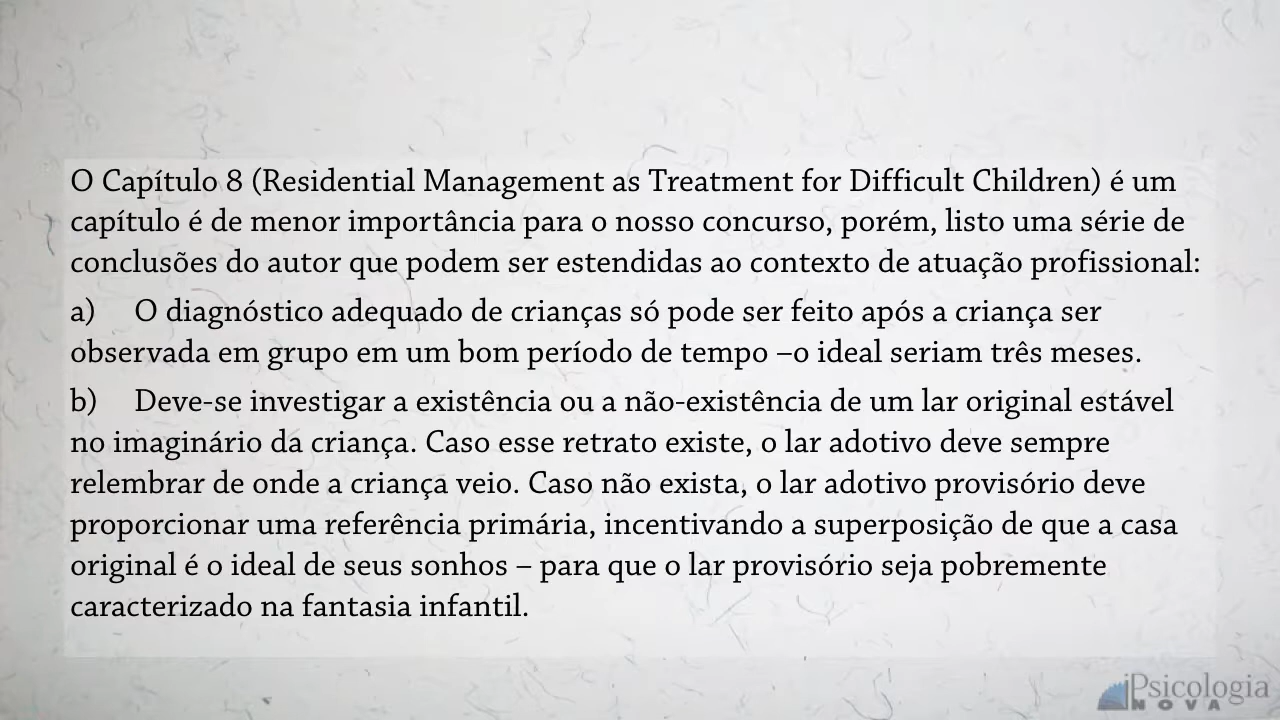 O Capítulo 8 (Residential Management as Treatment for Difficult Children) é um
capítulo é de menor importância para o nosso concurso, porém, listo uma série de
conclusões do autor que podem ser estendidas ao contexto de atuação profissional:
a) O diagnóstico adequado de crianças só pode ser feito após a criança ser
observada em grupo em um bom período de tempo –o ideal seriam três meses.
b) Deve-se investigar a existência ou a não-existência de um lar original estável
no imaginário da criança. Caso esse retrato existe, o lar adotivo deve sempre
relembrar de onde a criança veio. Caso não exista, o lar adotivo provisório deve
proporcionar uma referência primária, incentivando a superposição de que a casa
original é o ideal de seus sonhos – para que o lar provisório seja pobremente
caracterizado na fantasia infantil.
Psicologia
NOVA